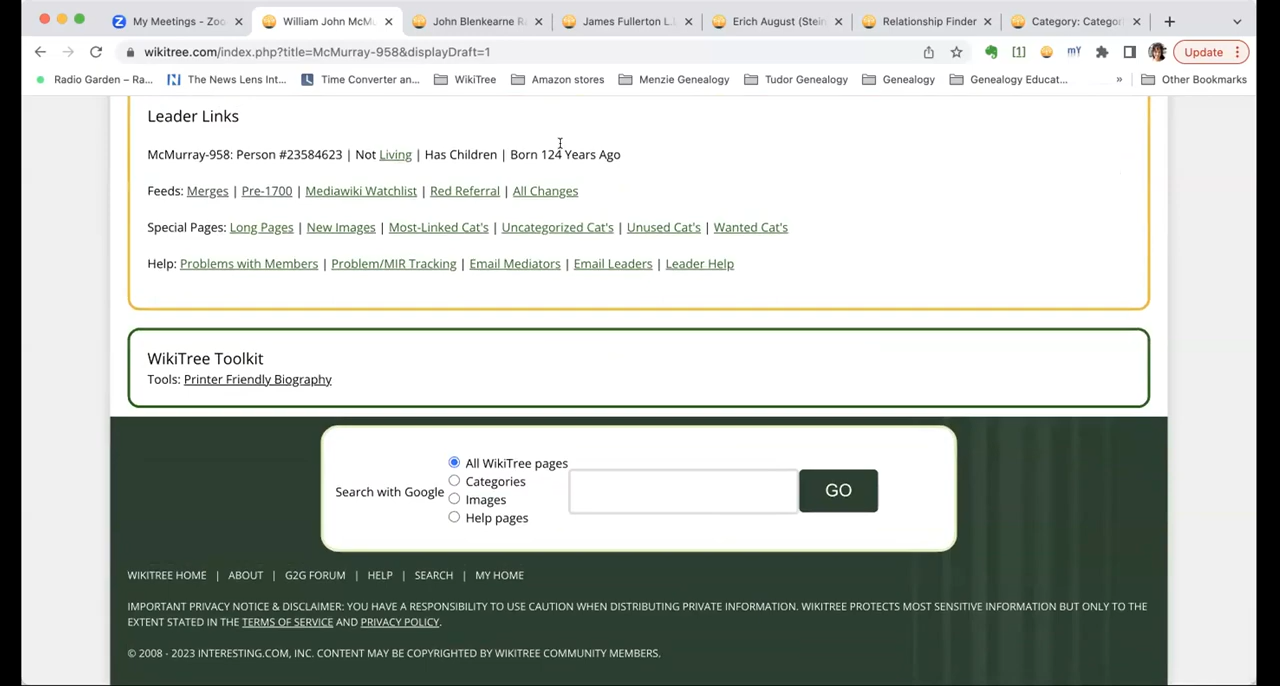 My Meetings - Zoo
William John McMu
John Blenkearne R
James Fullerton L.
Erich August (Stein
Relationship Finder
Category: Categori
wikitree.com/index.php?title=McMurray-958&displayDraft=1
[1]
mY
Update
Radio Garden – Ra...
The News Lens Int...
Time Converter an...
WikiTree
Amazon stores
Menzie Genealogy
Tudor Genealogy
Genealogy
Genealogy Educat...
»
Other Bookmarks
Leader Links
McMurray-958: Person #23584623 | Not Living | Has Children | Born 124 Years Ago
Feeds: Merges | Pre-1700 | Mediawiki Watchlist | Red Referral | All Changes
Special Pages: Long Pages | New Images | Most-Linked Cat's | Uncategorized Cat's | Unused Cat's | Wanted Cat's
Help: Problems with Members | Problem/MIR Tracking | Email Mediators | Email Leaders | Leader Help
WikiTree Toolkit
Tools: Printer Friendly Biography
Search with Google
All WikiTree pages
Categories
Images
Help pages
GO
WIKITREE HOME | ABOUT | G2G FORUM | HELP | SEARCH | MY HOME
IMPORTANT PRIVACY NOTICE & DISCLAIMER: YOU HAVE A RESPONSIBILITY TO USE CAUTION WHEN DISTRIBUTING PRIVATE INFORMATION. WIKITREE PROTECTS MOST SENSITIVE INFORMATION BUT ONLY TO THE
EXTENT STATED IN THE TERMS OF SERVICE AND PRIVACY POLICY.
© 2008 - 2023 INTERESTING.COM, INC. CONTENT MAY BE COPYRIGHTED BY WIKITREE COMMUNITY MEMBERS.